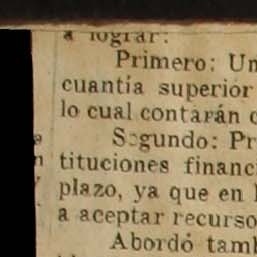 a lograr:
Primero: Un
cuantía superior
lo cual contarán
Segundo: Pr
tituciones financ
plazo, ya que en
a aceptar recurso
Abordó tamb